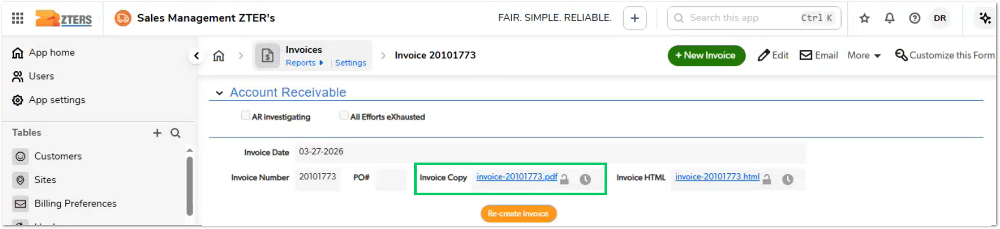 ZTERS
Sales Management ZTER's
FAIR. SIMPLE. RELIABLE.
+
Search this app
Ctrl K
DR
App home
Users
App settings
Tables
Customers
Sites
Billing Preferences
Invoices
Reports
Settings
Invoice 20101773
+ New Invoice
Edit
Email
More
Customize this Form
Account Receivable
AR investigating
All Efforts eXhausted
Invoice Date 03-27-2026
Invoice Number 20101773 PO# Invoice Copy invoice-20101773.pdf Invoice HTML invoice-20101773.html
Re-create Invoice